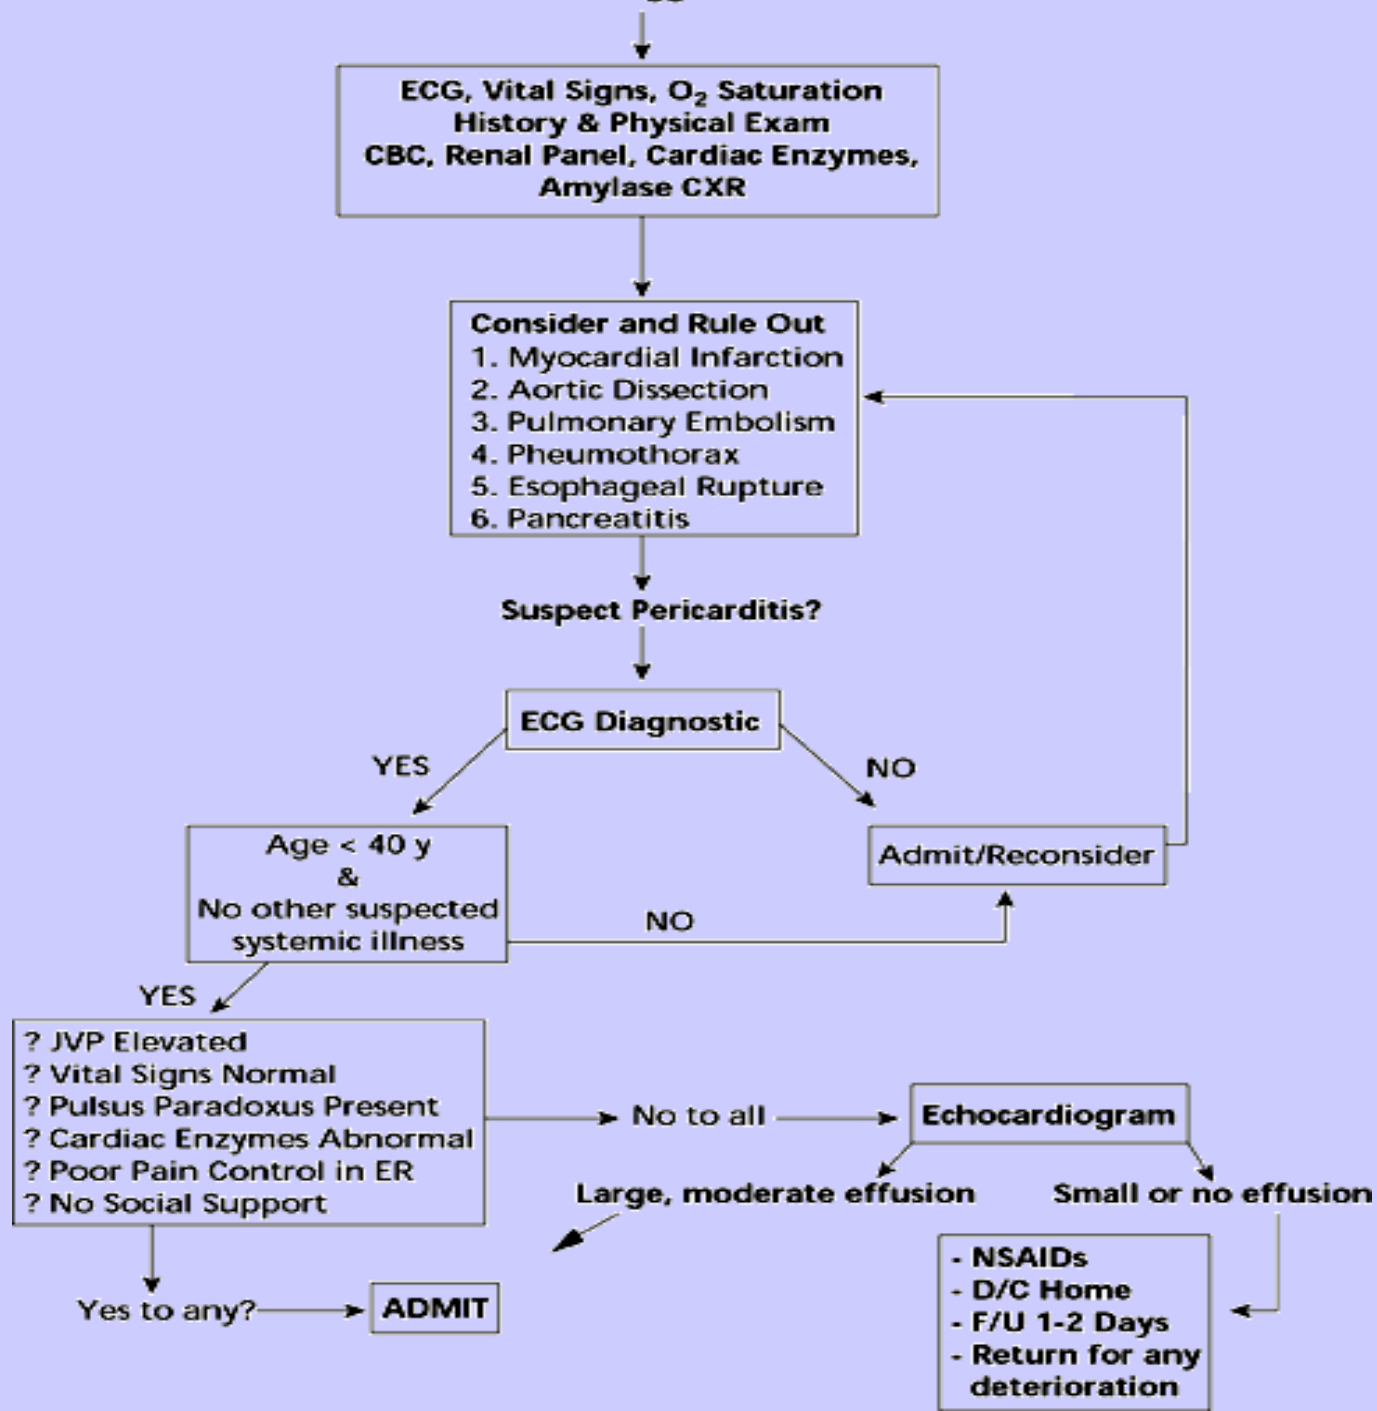 ECG, Vital Signs, O₂ Saturation
History & Physical Exam
CBC, Renal Panel, Cardiac Enzymes,
Amylase CXR
Consider and Rule Out
1. Myocardial Infarction
2. Aortic Dissection
3. Pulmonary Embolism
4. Pheumothorax
5. Esophageal Rupture
6. Pancreatitis
Suspect Pericarditis?
ECG Diagnostic
YES
NO
Age < 40 y
&
No other suspected
systemic illness
Admit/Reconsider
NO
YES
? JVP Elevated
? Vital Signs Normal
? Pulsus Paradoxus Present
? Cardiac Enzymes Abnormal
? Poor Pain Control in ER
? No Social Support
No to all
Echocardiogram
Large, moderate effusion
Small or no effusion
- NSAIDs
- D/C Home
- F/U 1-2 Days
- Return for any
deterioration
Yes to any?
ADMIT